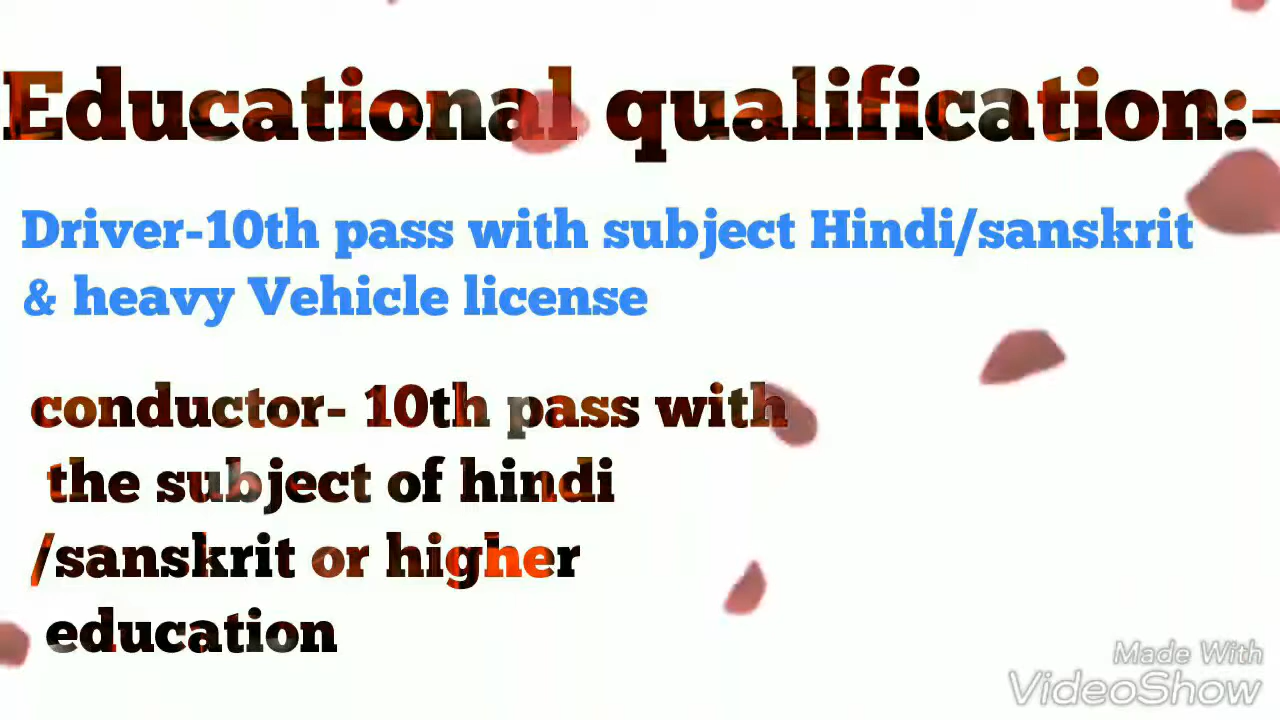 Educational qualification:-
Driver-10th pass with subject Hindi/sanskrit
& heavy Vehicle license
conductor- 10th pass with
the subject of hindi
/sanskrit or higher
education
Made With
VideoShow